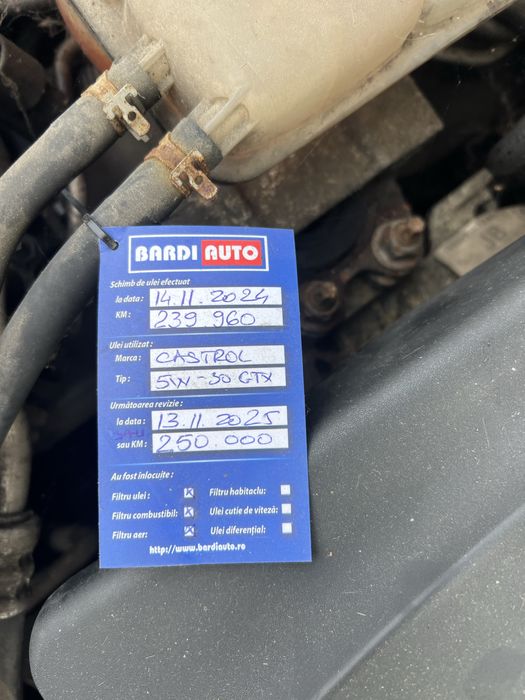 BARDI AUTO
Schimb de ulei efectuat
la data: 14.11.2024
KM: 239.960
Ulei utilizat:
Marca: CASTROL
Tip: 5W-30 GTX
Următoarea revizie:
la data: 13.11.2025
sau KM: 250.000
Au fost înlocuite:
Filtru ulei: Filtru habitaclu:
Filtru combustibil: Ulei cutie de viteză:
Filtru aer: Ulei diferențial:
http://www.bardiauto.ro